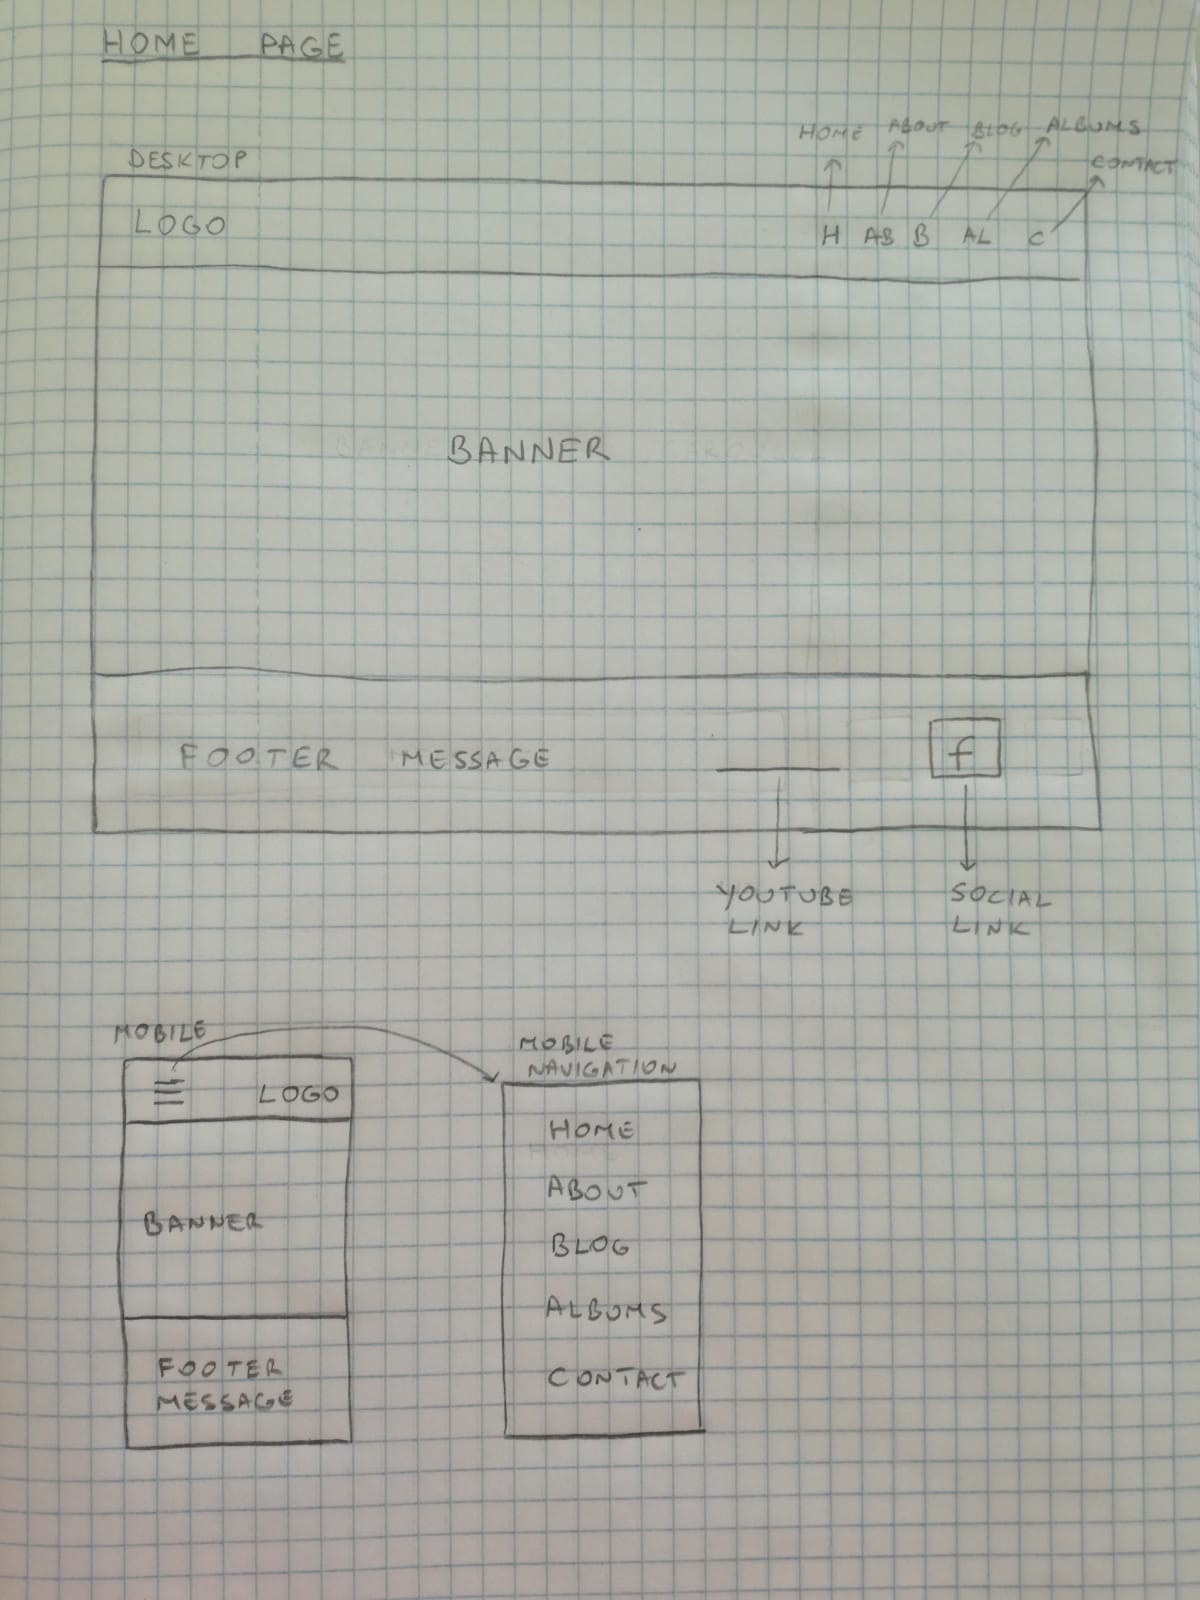 HOME PAGE
HOME ABOUT BLOG ALBUMS
CONTACT
DESKTOP
LOGO H AB B AL C
BANNER
FOOTER MESSAGE f
YOUTUBE LINK
SOCIAL LINK
MOBILE
LOGO
BANNER
FOOTER
MESSAGE
MOBILE
NAVIGATION
HOME
ABOUT
BLOG
ALBUMS
CONTACT